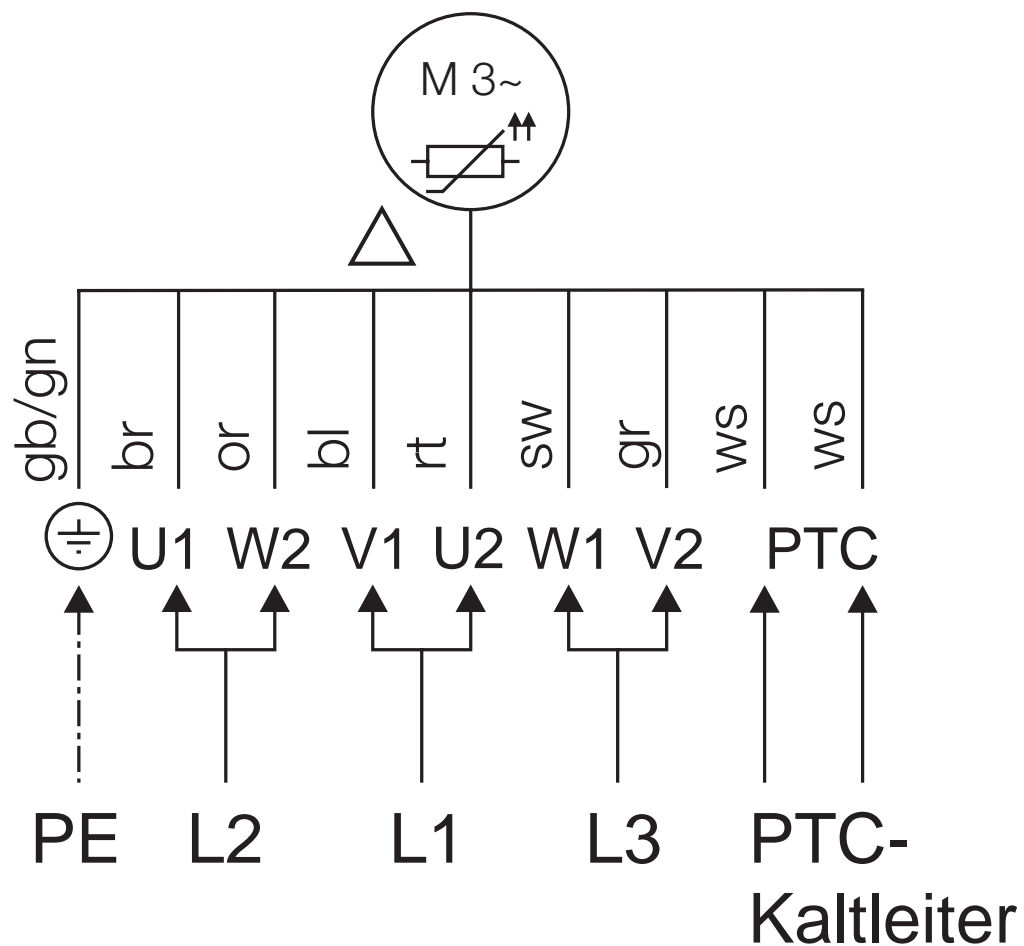 M 3~
gb/gn br or bl rt sw gr ws ws
U1 W2 V1 U2 W1 V2 PTC
PE L2 L1 L3 PTC-
Kaltleiter